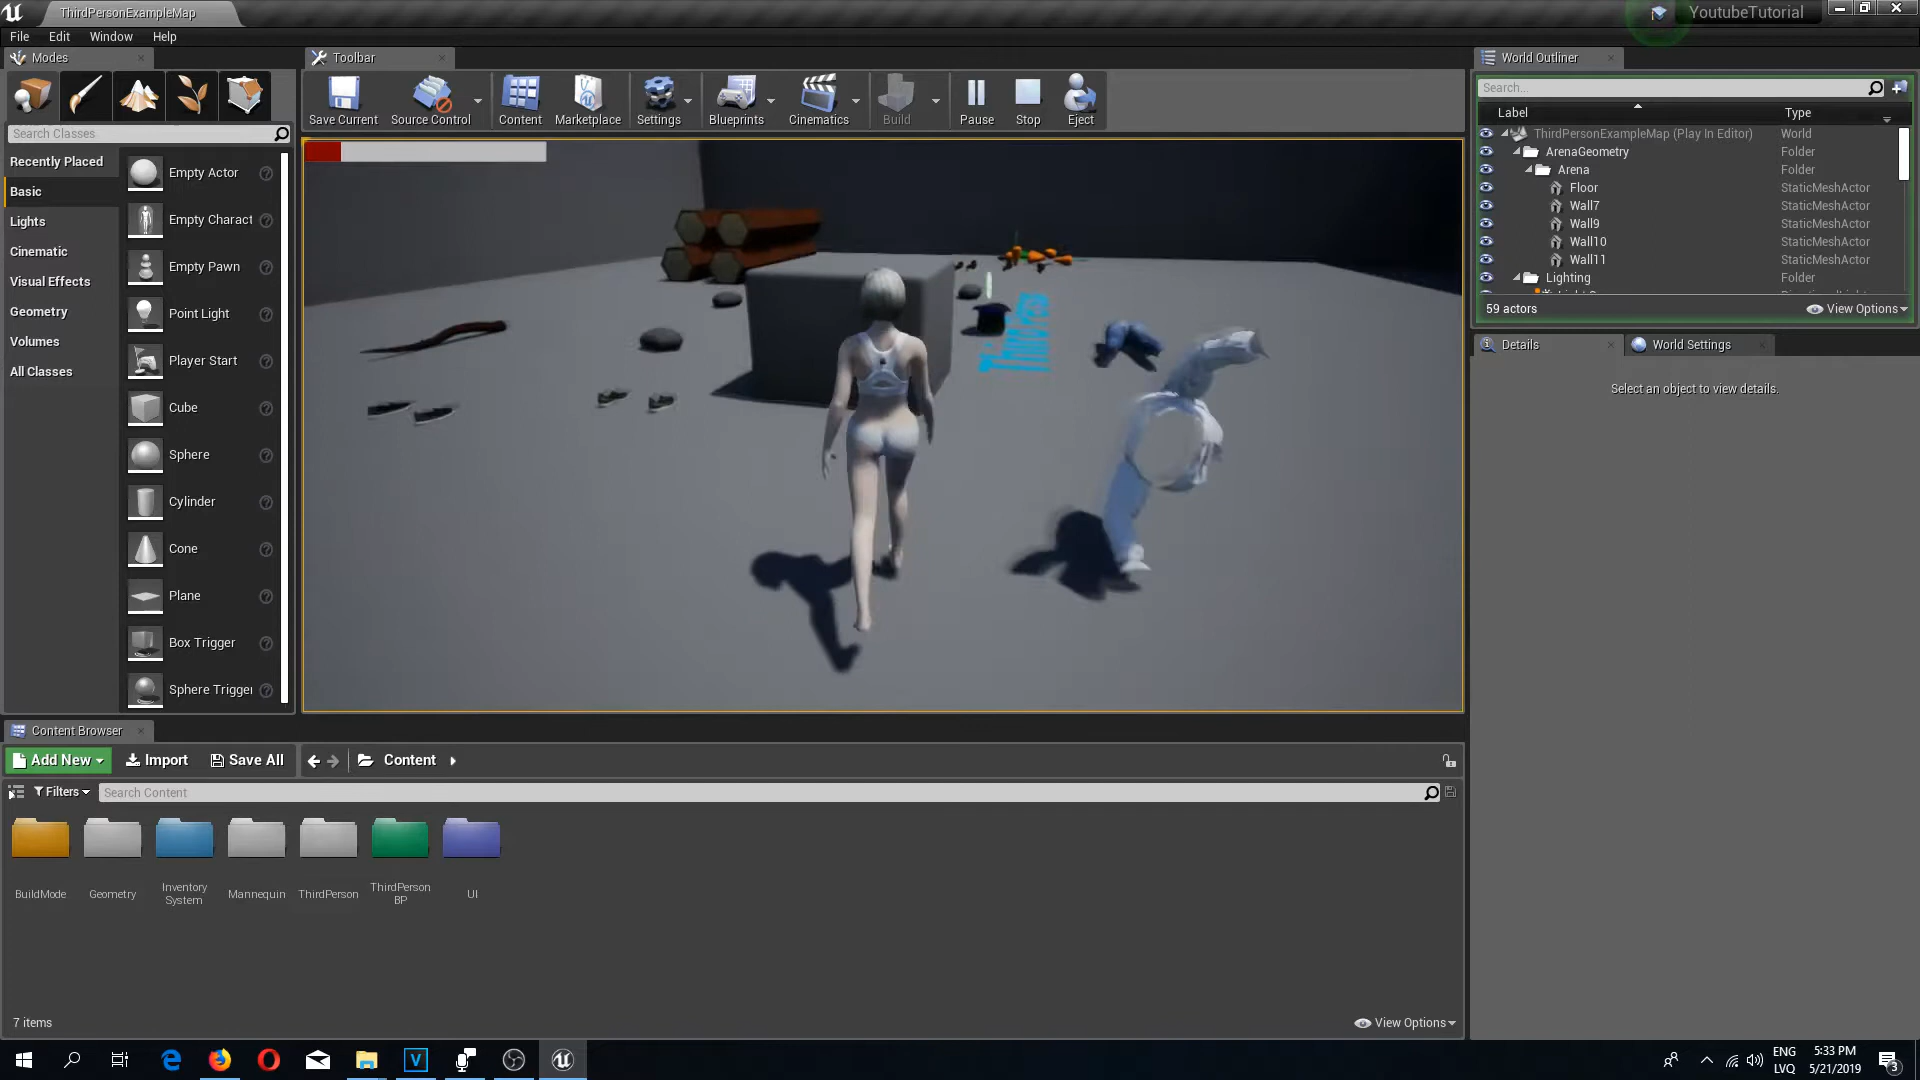 ThirdPersonExampleMap
YoutubeTutorial
File Edit Window Help
Modes
Toolbar
World Outliner
Save Current
Source Control
Content
Marketplace
Settings
Blueprints
Cinematics
Build
Pause
Stop
Eject
Search Classes
Recently Placed
Basic
Lights
Cinematic
Visual Effects
Geometry
Volumes
All Classes
Empty Actor
Empty Charact
Empty Pawn
Point Light
Player Start
Cube
Sphere
Cylinder
Cone
Plane
Box Trigger
Sphere Trigger
Search...
Label Type
ThirdPersonExampleMap (Play In Editor) World
ArenaGeometry Folder
Arena Folder
Floor StaticMeshActor
Wall7 StaticMeshActor
Wall9 StaticMeshActor
Wall10 StaticMeshActor
Wall11 StaticMeshActor
Lighting Folder
59 actors View Options
Details
World Settings
Select an object to view details.
Content Browser
Add New Import Save All Content
Filters Search Content
BuildMode
Geometry
Inventory
System
Mannequin
ThirdPerson
ThirdPerson
BP
UI
7 items View Options
ENG
LVQ
5:33 PM
5/21/2019
3